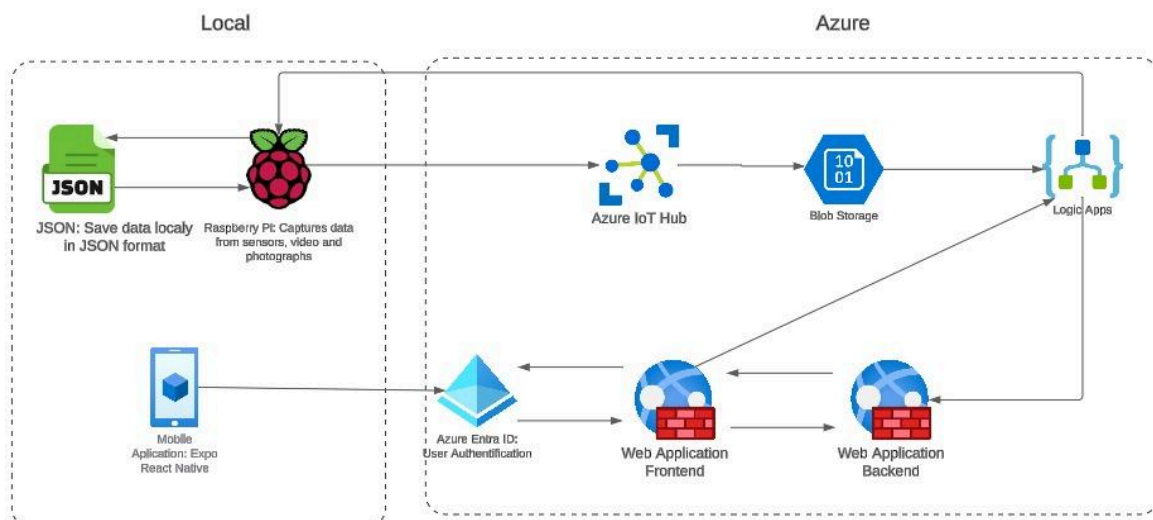 Local
Azure
JSON
JSON: Save data localy
in JSON format
Raspberry PI: Captures data
from sensors, video and
photographs
Azure IoT Hub
10
01
Blob Storage
Logic Apps
Mobile
Aplication: Expo
React Native
Azure Entra ID:
User Authentification
Web Application
Frontend
Web Application
Backend